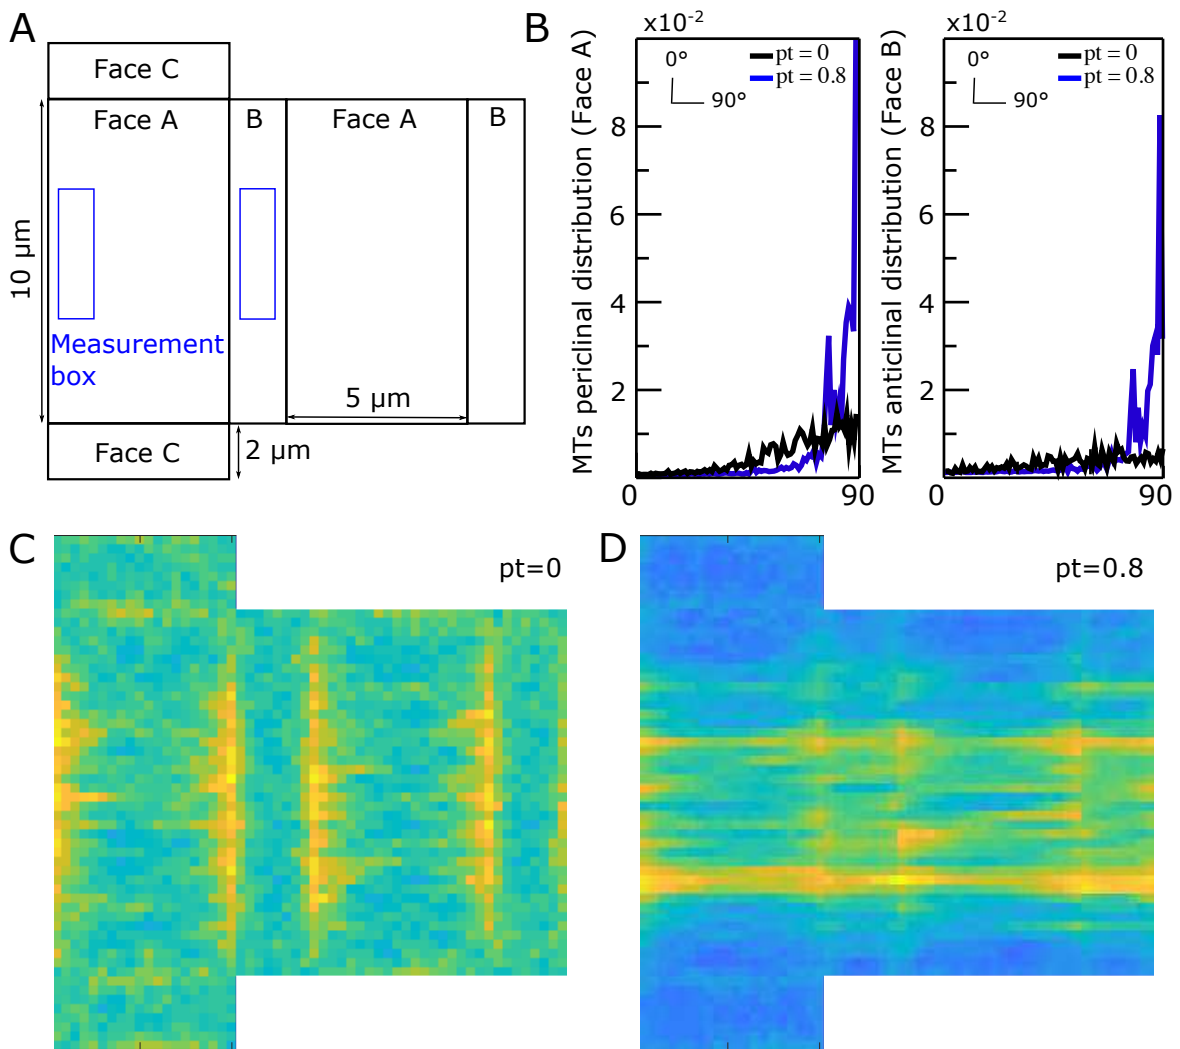 A
Face C
Face A
B
Face A
B
10 µm
Measurement
box
5 µm
Face C
2 µm
B
x10-2
MTs periclinal distribution (Face A)
8
6
4
2
0
90
0°
90°
pt = 0
pt = 0.8
x10-2
MTs anticlinal distribution (Face B)
8
6
4
2
0
90
0°
90°
pt = 0
pt = 0.8
C
pt=0
D
pt=0.8